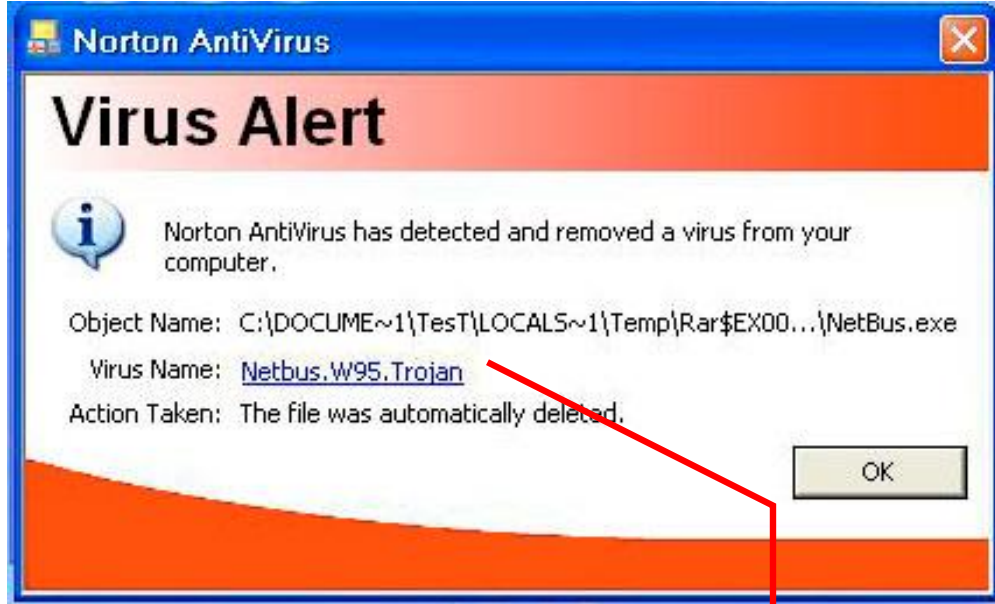 Norton AntiVirus
Virus Alert
Norton AntiVirus has detected and removed a virus from your
computer.
Object Name: C:\DOCUME~1\TesT\LOCALS~1\Temp\Rar$EX00...\NetBus.exe
Virus Name: Netbus.W95.Trojan
Action Taken: The file was automatically deleted.
OK